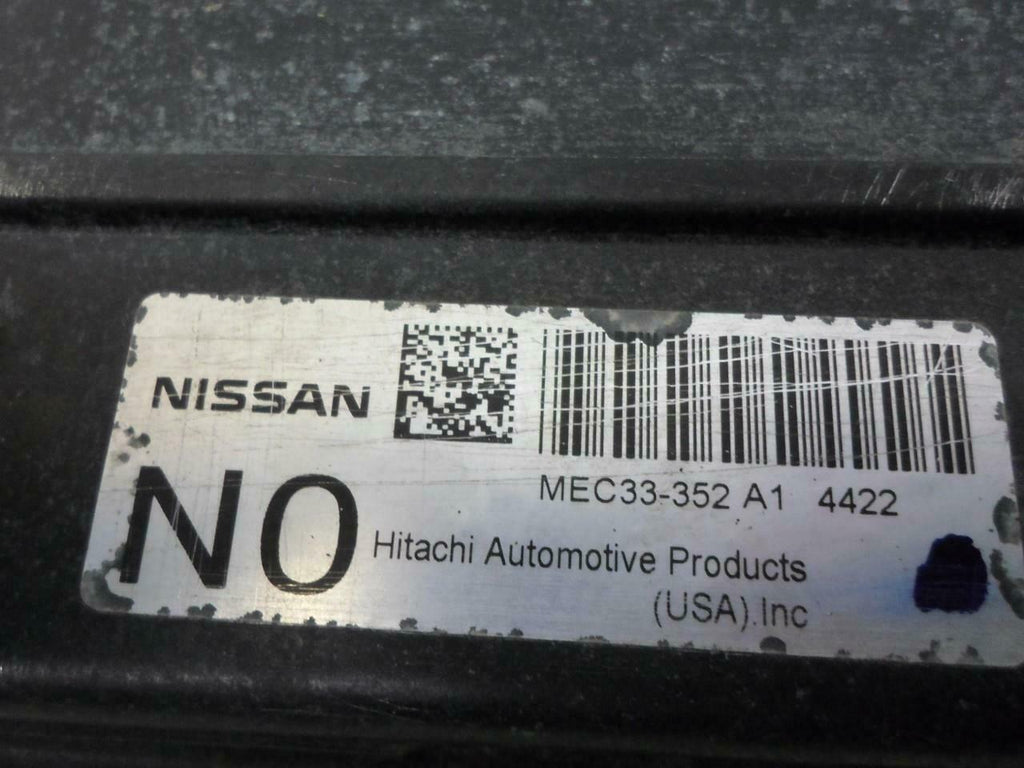 NISSAN
NO
MEC33-352 A1 4422
Hitachi Automotive Products
(USA).Inc